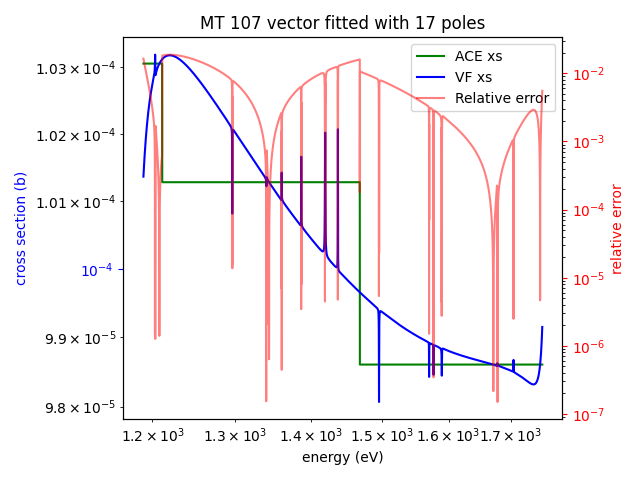 MT 107 vector fitted with 17 poles
ACE xs
VF xs
Relative error
1.03 × 10⁻⁴
1.02 × 10⁻⁴
1.01 × 10⁻⁴
10⁻⁴
9.9 × 10⁻⁵
9.8 × 10⁻⁵
cross section (b)
10⁻²
10⁻³
10⁻⁴
10⁻⁵
10⁻⁶
10⁻⁷
relative error
1.2 × 10³ 1.3 × 10³ 1.4 × 10³ 1.5 × 10³ 1.6 × 10³ 1.7 × 10³
energy (eV)